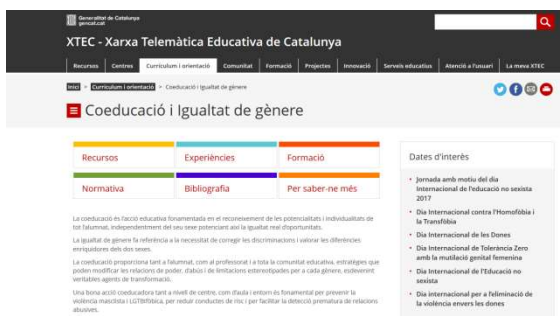 Generalitat de Catalunya
gencat.cat
XTEC - Xarxa Telemàtica Educativa de Catalunya
Recursos Centres Currículum i orientació Comunitat Formació Projectes Innovació Serveis educatius Atenció a l'usuari La meva XTEC
Inici > Currículum i orientació > Coeducació i Igualtat de gènere
Coeducació i Igualtat de gènere
Recursos Experiències Formació
Normativa Bibliografia Per saber-ne més
La coeducació és l'acció educativa fonamentada en el reconeixement de les potencialitats i individualitats de
tot l'alumnat, independentment del seu sexe potenciant així la igualtat real d'oportunitats.
La igualtat de gènere fa referència a la necessitat de corregir les discriminacions i valorar les diferències
enriquidores dels dos sexes.
La coeducació proporciona tant a l'alumnat, com al professorat i a tota la comunitat educativa, estratègies que
poden modificar les relacions de poder, d'abús i de limitacions estereotipades per a cada gènere, esdevenint
veritables agents de transformació.
Una bona acció coeducadora tant a nivell de centre, com d'aula i entorn és fonamental per prevenir la
violència masclista i LGTBIfòbica, per reduir conductes de risc i per facilitar la detecció prematura de relacions
abusives.
Dates d'interès
Jornada amb motiu del dia
Internacional de l'educació no sexista
2017
Dia Internacional contra l'Homofòbia i
la Transfòbia
Dia Internacional de les Dones
Dia Internacional de Tolerància Zero
amb la mutilació genital femenina
Dia Internacional de l'Educació no
sexista
Dia internacional per a l'eliminació de
la violència envers les dones